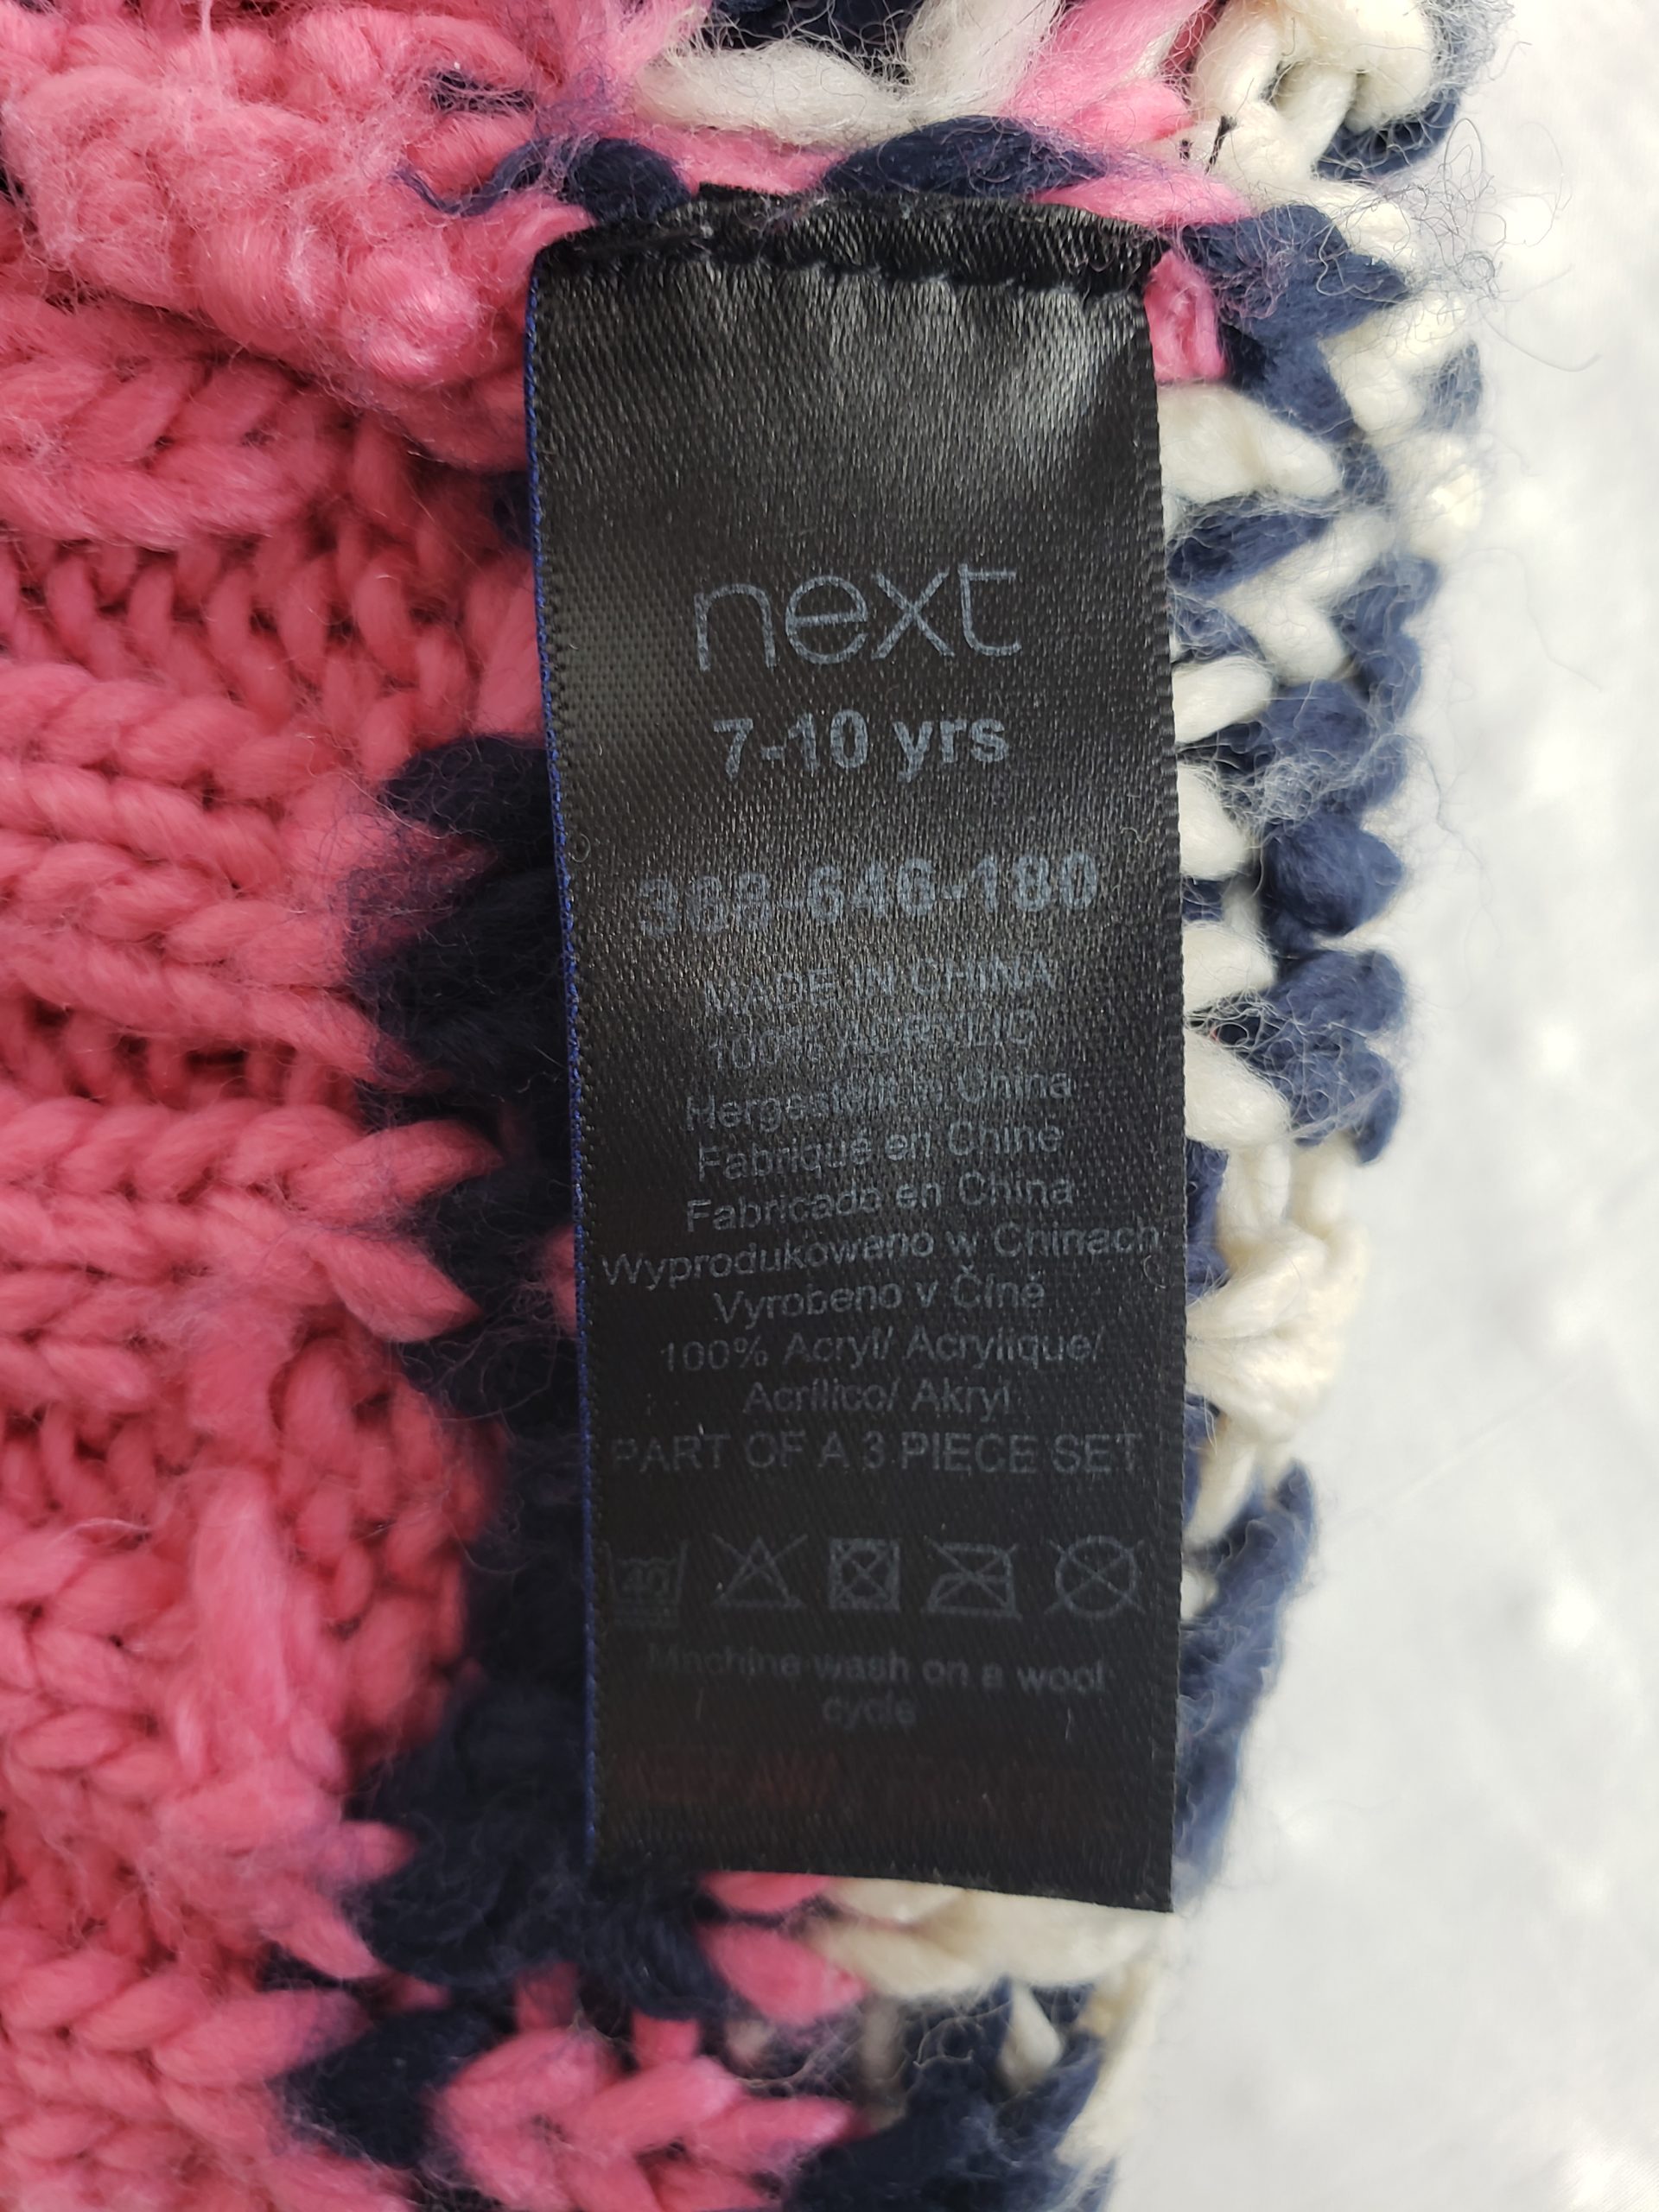 next
7-10 yrs
368-646-180
MADE IN CHINA
100% ACRYLIC
Hergestellt in China
Fabriqué en Chine
Fabricado en China
Wyprodukowano w Chinach
Vyrobeno v Číně
100% Acryl/ Acrylique/
Acrílico/ Akryl
PART OF A 3 PIECE SET
40
Machine wash on a wool
cycle